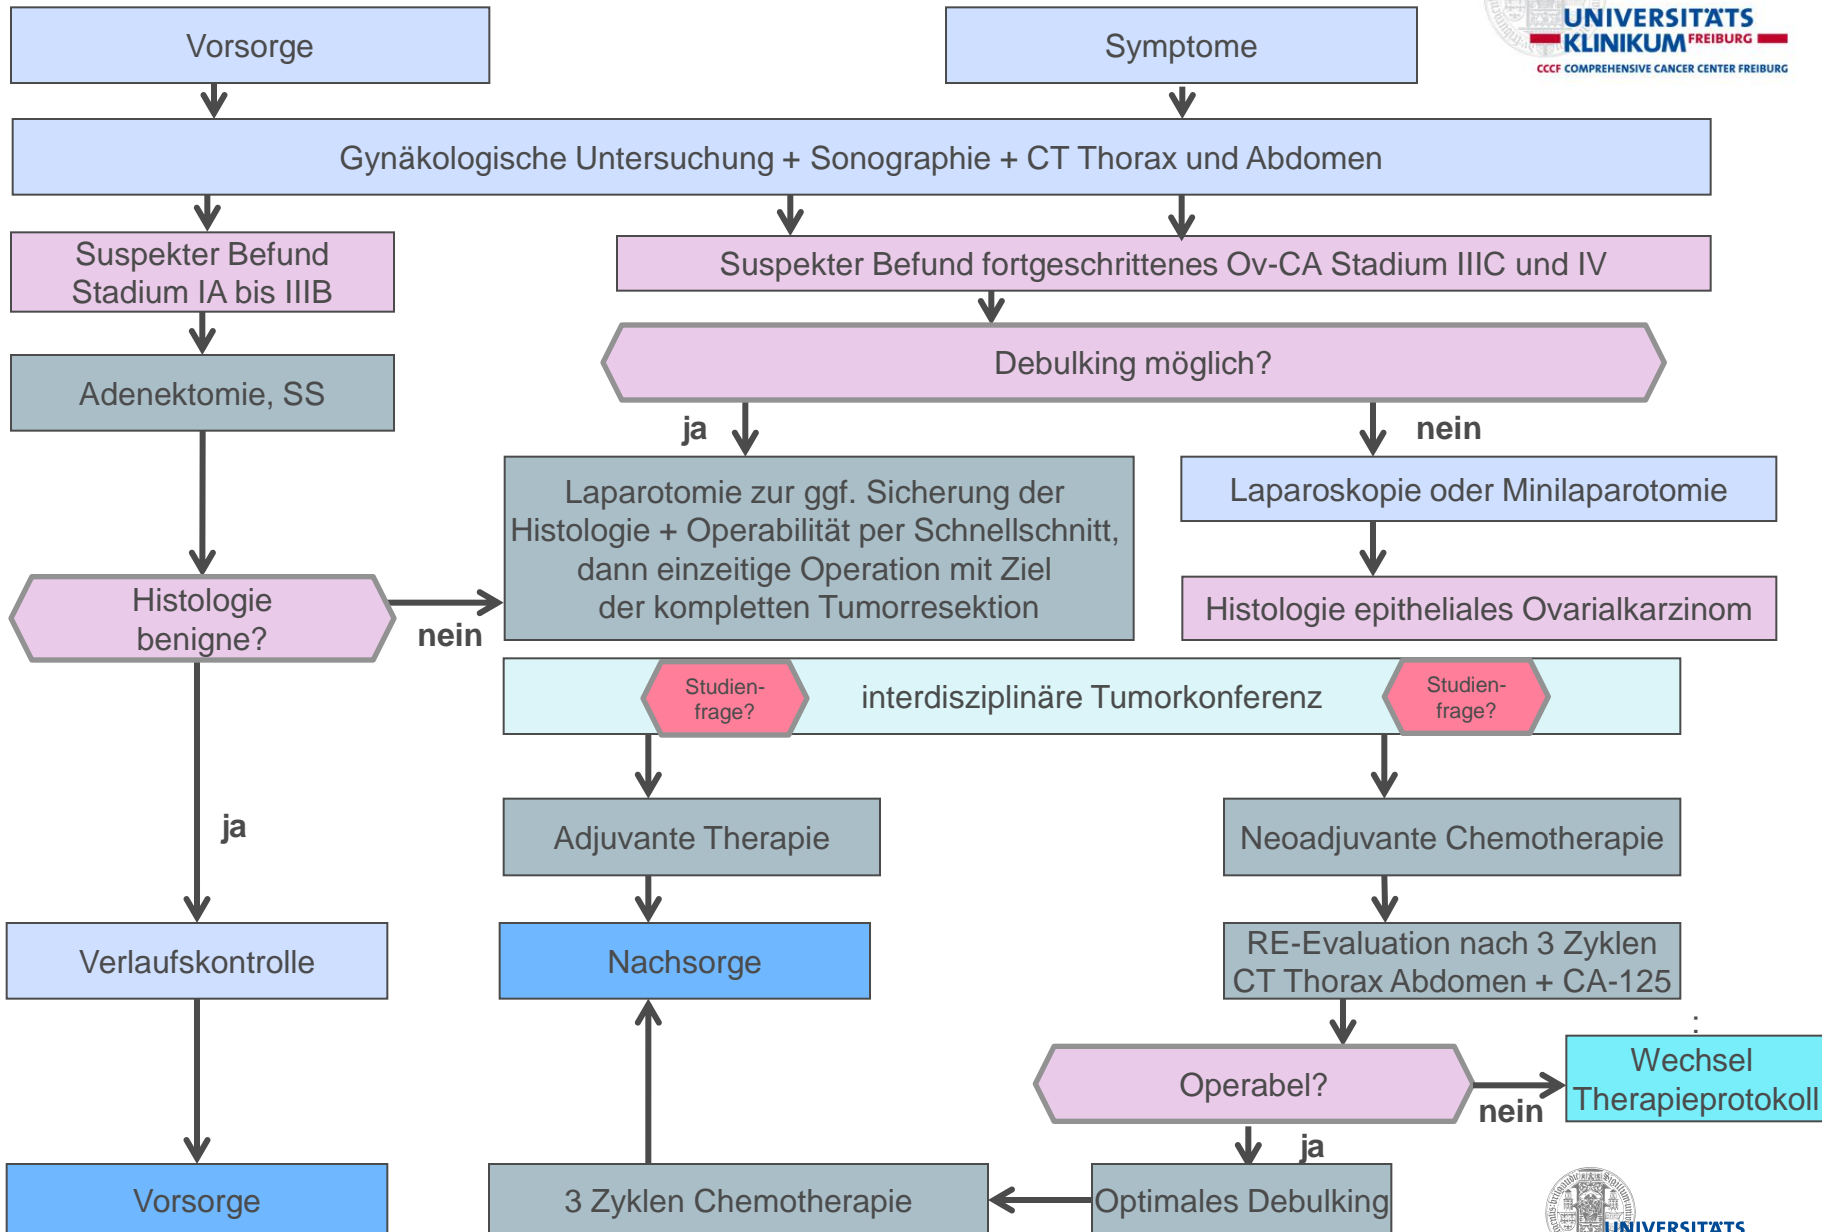 Vorsorge
Symptome
UNIVERSITÄTS
KLINIKUM FREIBURG
CCCF COMPREHENSIVE CANCER CENTER FREIBURG
Gynäkologische Untersuchung + Sonographie + CT Thorax und Abdomen
Suspekter Befund
Stadium IA bis IIIB
Suspekter Befund fortgeschrittenes Ov-CA Stadium IIIC und IV
Adenektomie, SS
Debulking möglich?
ja
nein
Laparotomie zur ggf. Sicherung der
Histologie + Operabilität per Schnellschnitt,
dann einzeitige Operation mit Ziel
der kompletten Tumorresektion
Laparoskopie oder Minilaparotomie
Histologie epitheliales Ovarialkarzinom
Histologie
benigne?
nein
Studien-
frage?
interdisziplinäre Tumorkonferenz
Studien-
frage?
ja
Adjuvante Therapie
Neoadjuvante Chemotherapie
Verlaufskontrolle
Nachsorge
RE-Evaluation nach 3 Zyklen
CT Thorax Abdomen + CA-125
:
Operabel?
nein
Wechsel
Therapieprotokoll
ja
Vorsorge
3 Zyklen Chemotherapie
Optimales Debulking
UNIVERSITÄTS